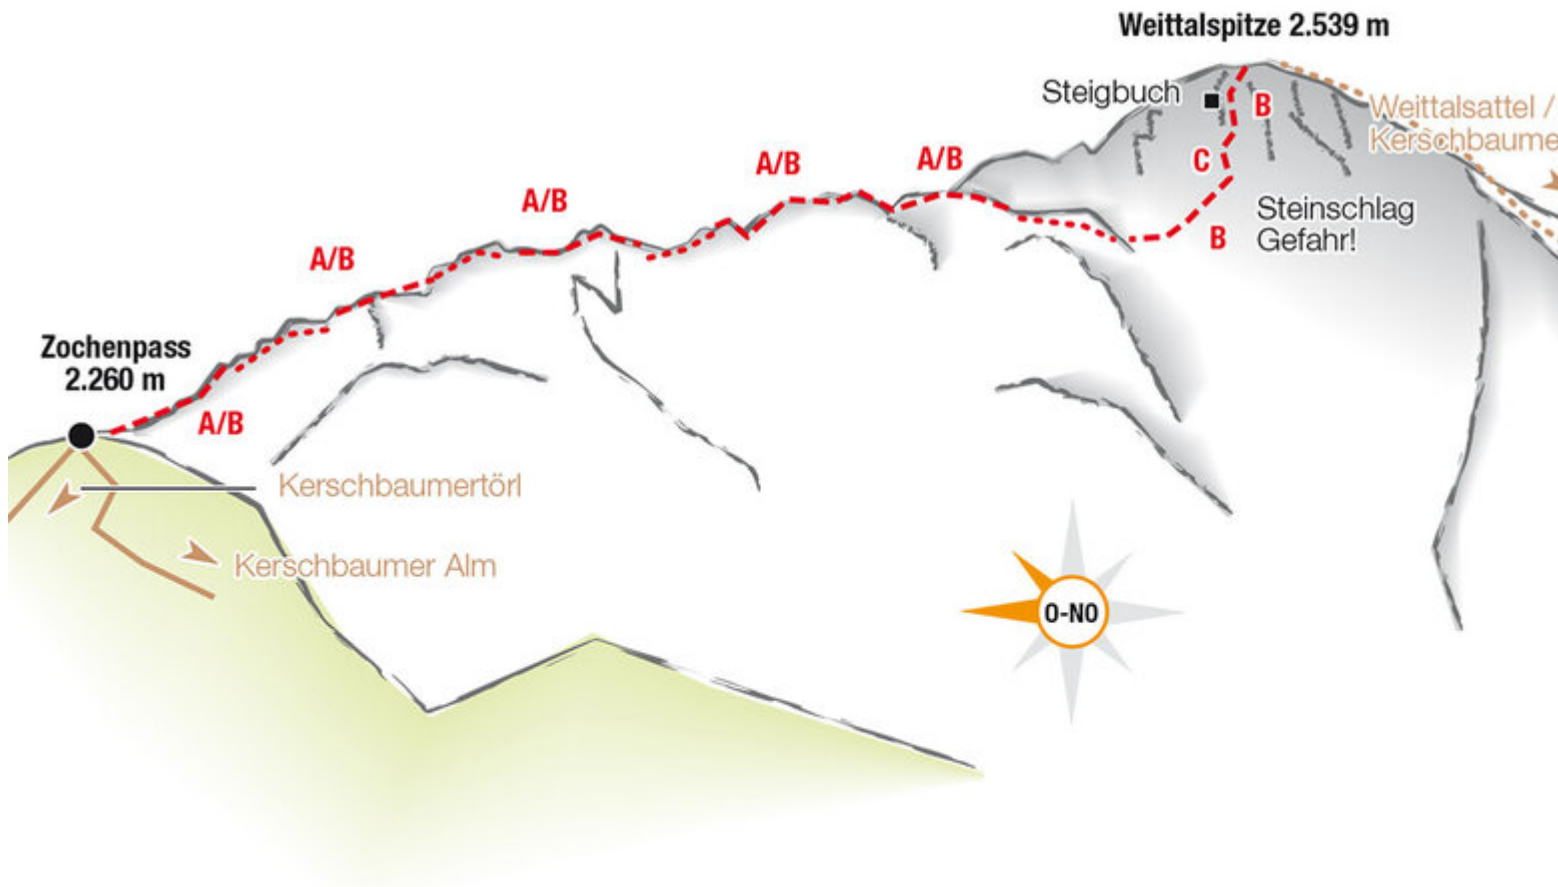 Weittalspitze 2.539 m
Steigbuch
B
Weittalsattel /
Kerschbaume
C
A/B
A/B
A/B
A/B
Steinschlag
Gefahr!
B
Zochenpass
2.260 m
A/B
Kerschbaumertörl
Kerschbaumer Alm
O-NO